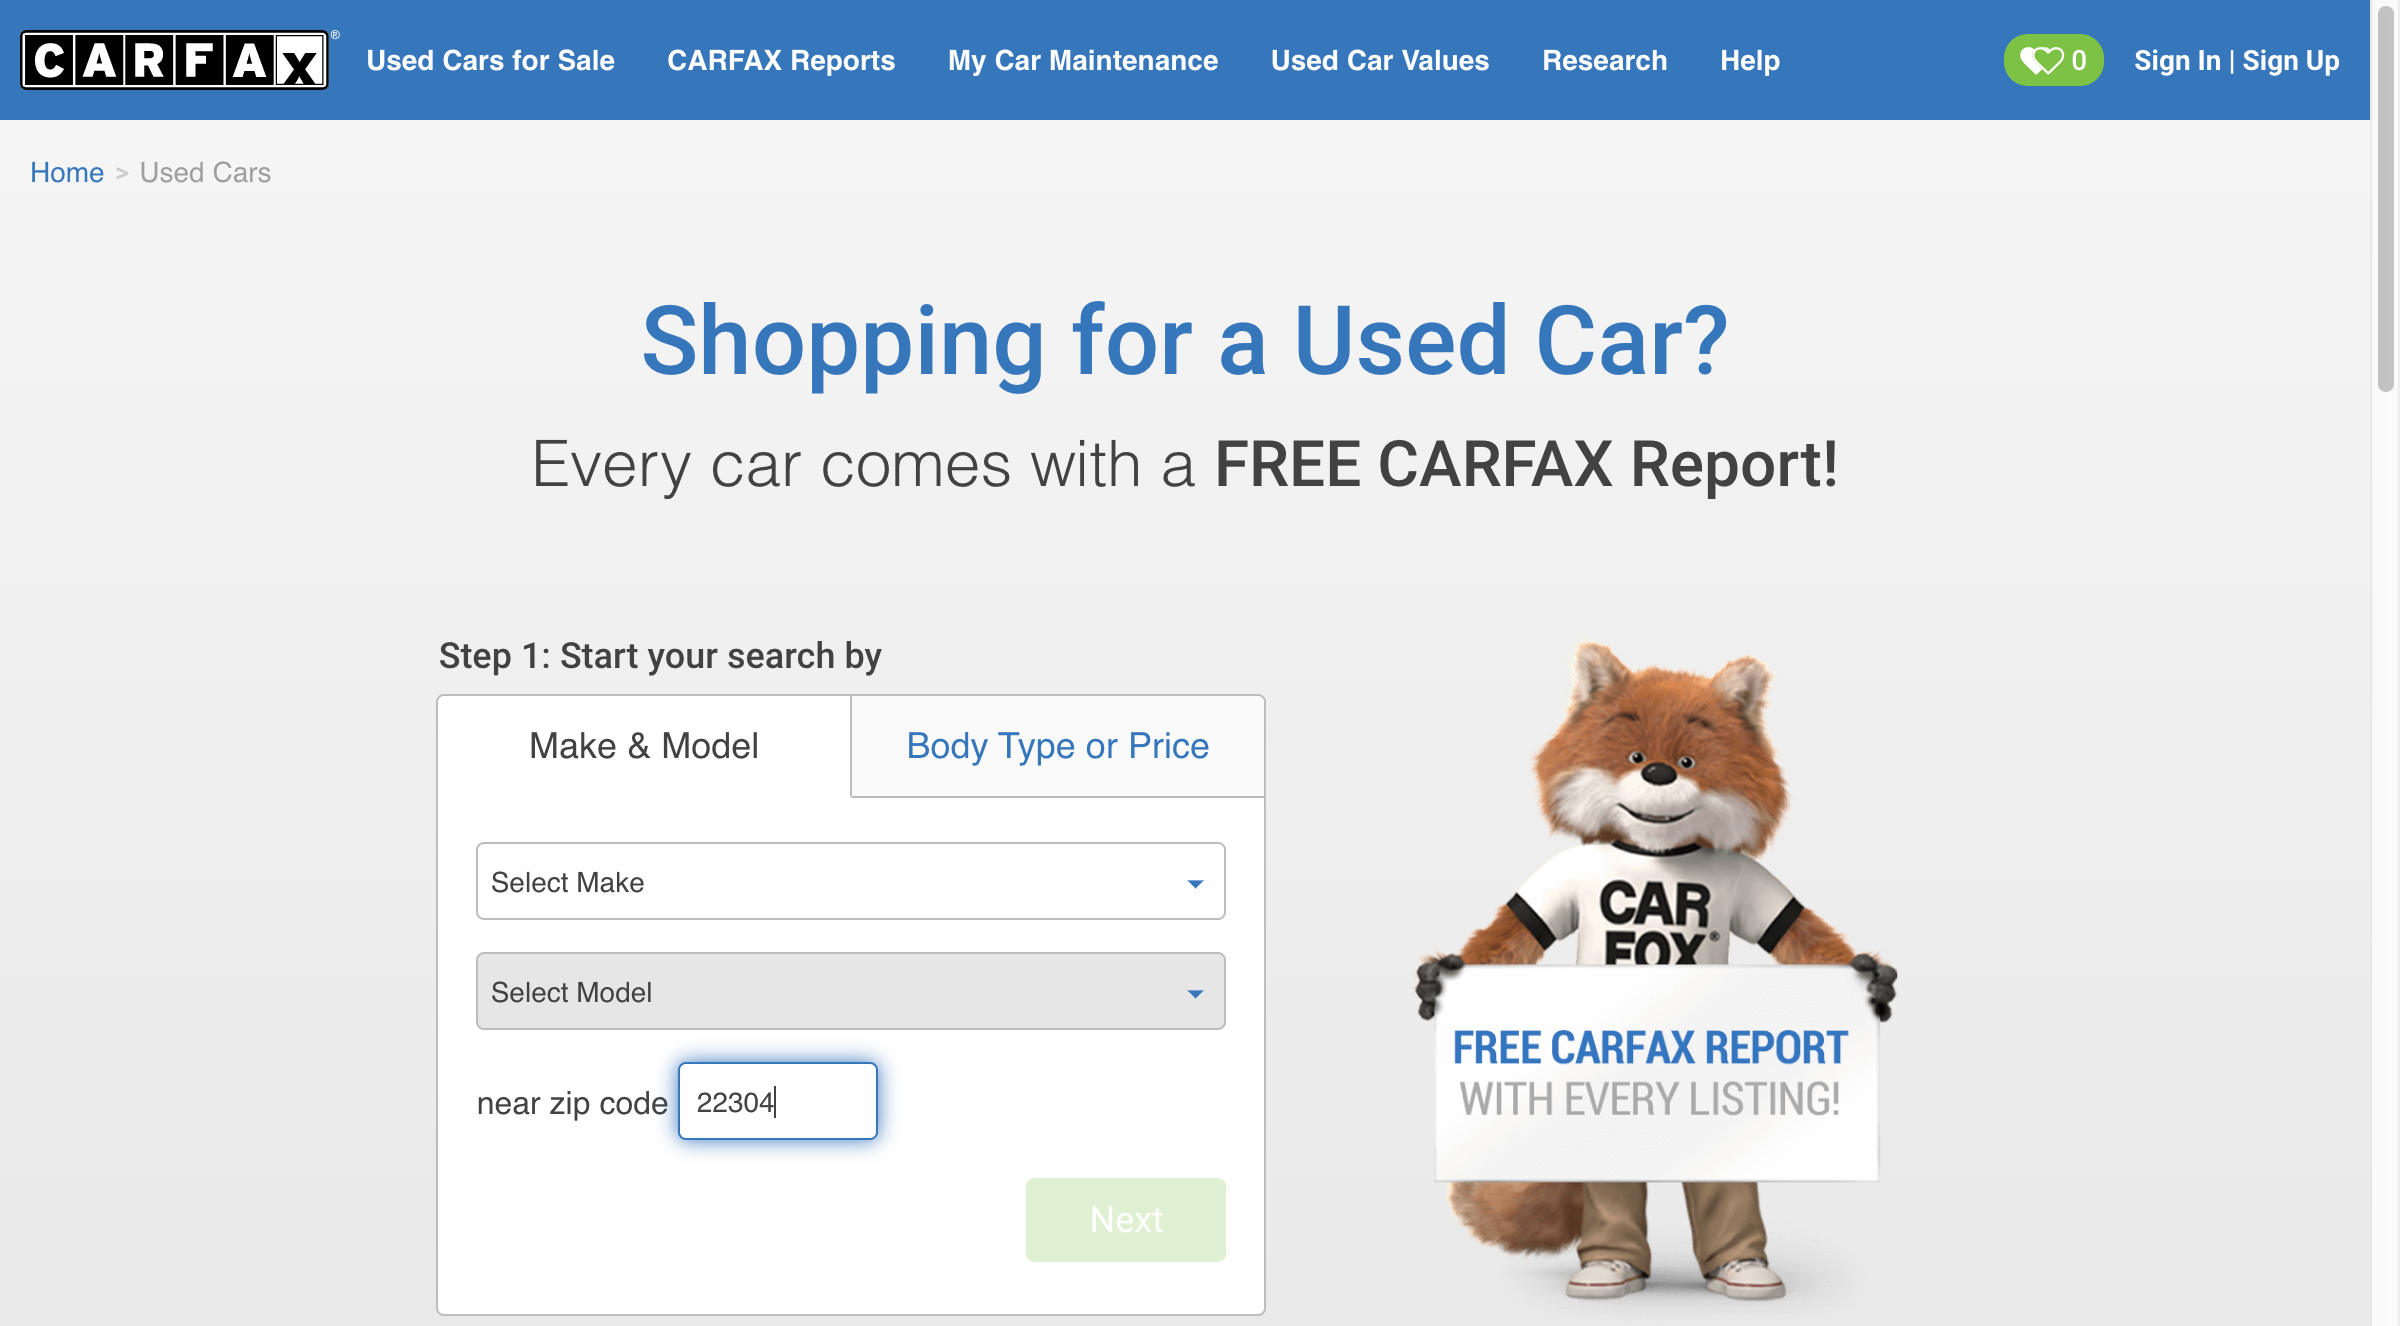 CARFAX® Used Cars for Sale CARFAX Reports My Car Maintenance Used Car Values Research Help 0 Sign In | Sign Up
Home > Used Cars
Shopping for a Used Car?
Every car comes with a FREE CARFAX Report!
Step 1: Start your search by
Make & Model Body Type or Price
Select Make
Select Model
near zip code 22304
Next
CAR
FOX®
FREE CARFAX REPORT
WITH EVERY LISTING!